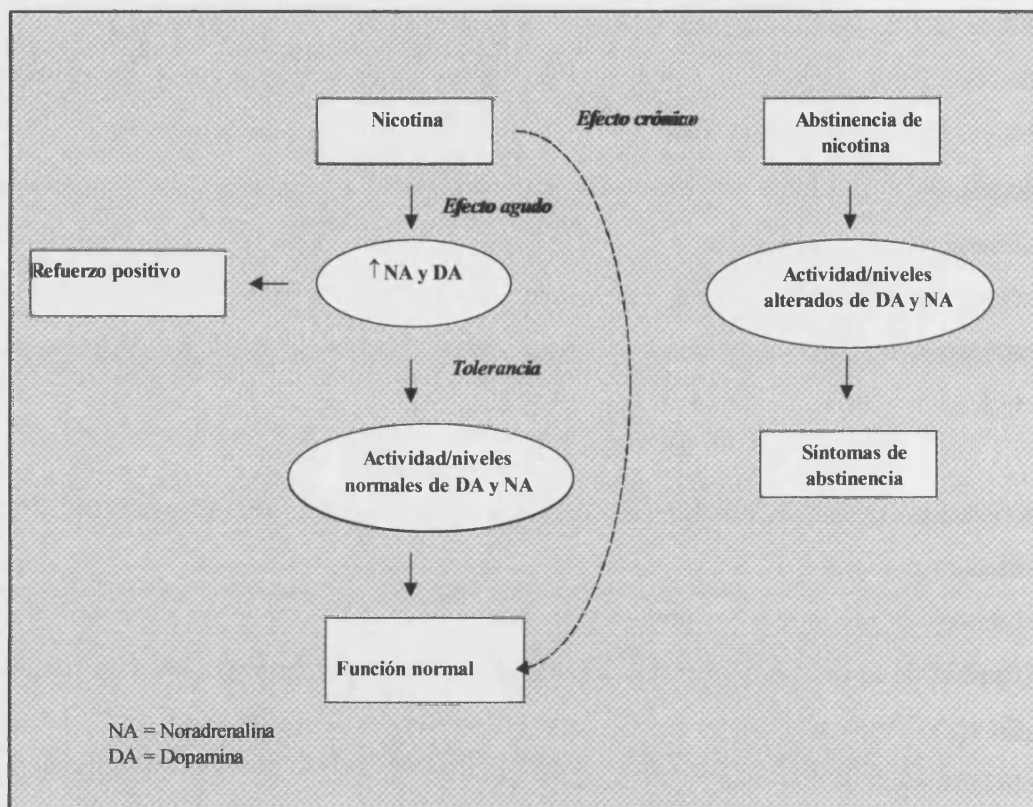 Nicotina
Efecto crónico
Abstinencia de
nicotina
Efecto agudo
Refuerzo positivo
↑NA y DA
Actividad/niveles
alterados de DA y NA
Tolerancia
Actividad/niveles
normales de DA y NA
Síntomas de
abstinencia
Función normal
NA = Noradrenalina
DA = Dopamina